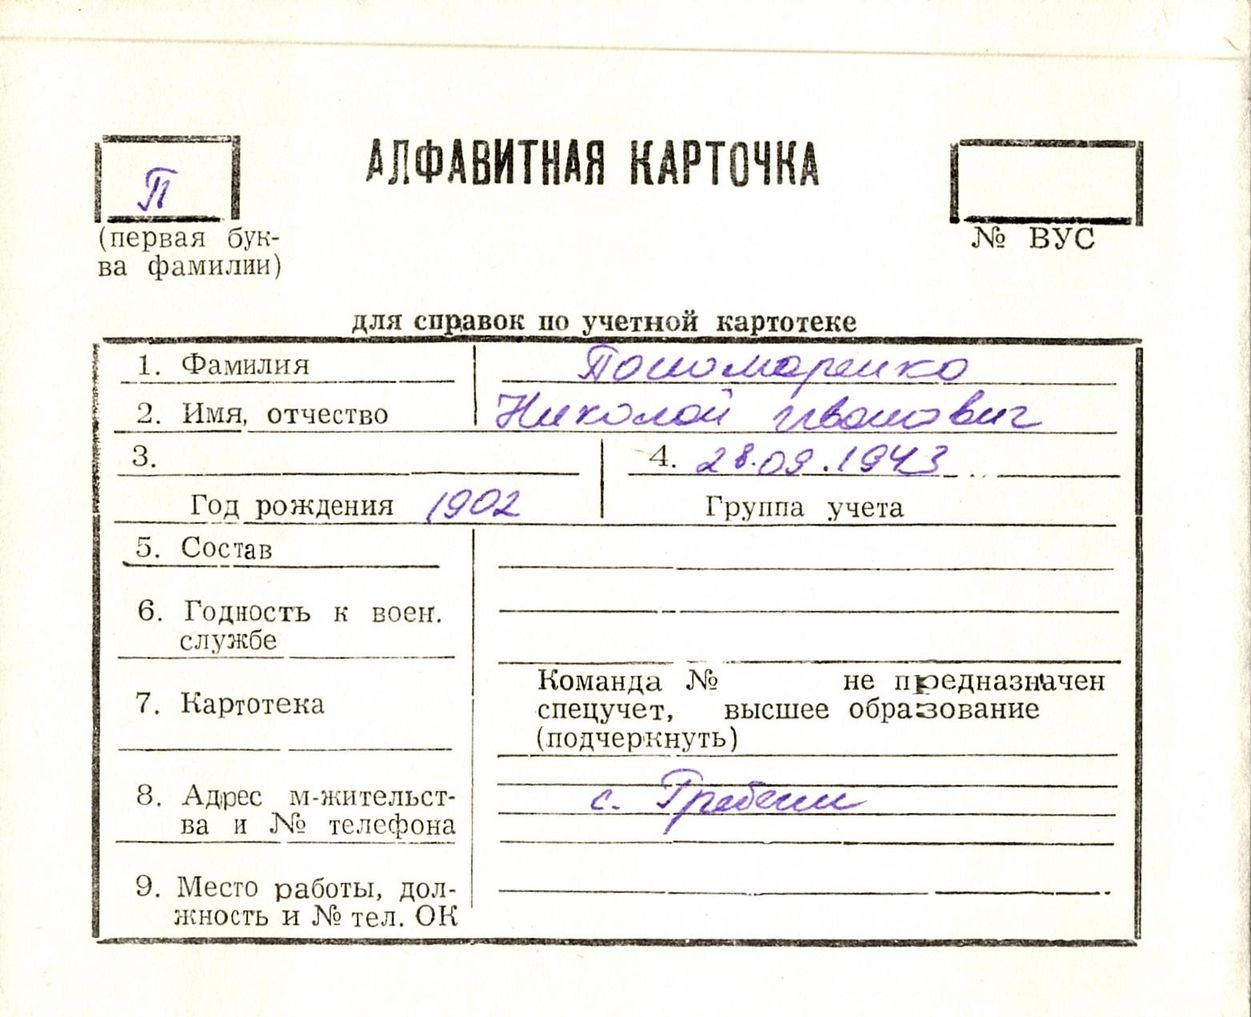 АЛФАВИТНАЯ КАРТОЧКА
П
(первая бук-
ва фамилии)
№ ВУС
для справок по учетной картотеке
1. Фамилия Пономаренко
2. Имя, отчество Николой Иванович
3. 4. 28.09.1943
Год рождения 1902 Группа учета
5. Состав
6. Годность к воен.
службе
7. Картотека
Команда № не предназначен
спецучет, высшее образование
(подчеркнуть)
8. Адрес м-жительст-
ва и № телефона
с. Гребени
9. Место работы, дол-
жность и № тел. ОК